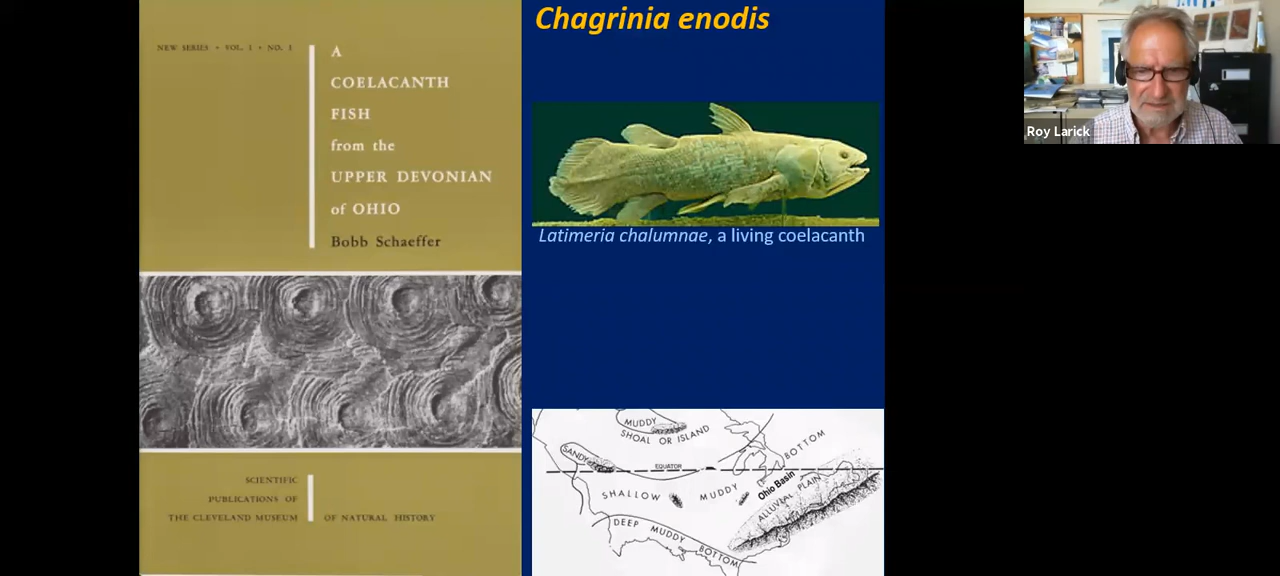 NEW SERIES • VOL. 1 • NO. 1
A
COELACANTH
FISH
from the
UPPER DEVONIAN
of OHIO
Bobb Schaeffer
SCIENTIFIC
PUBLICATIONS OF
THE CLEVELAND MUSEUM OF NATURAL HISTORY
Chagrinia enodis
Latimeria chalumnae, a living coelacanth
MUDDY
SHOAL OR ISLAND
SANDY
EQUATOR
BOTTOM
SHALLOW MUDDY
Ohio Basin
ALLUVIAL PLAIN
DEEP MUDDY BOTTOM
Roy Larick